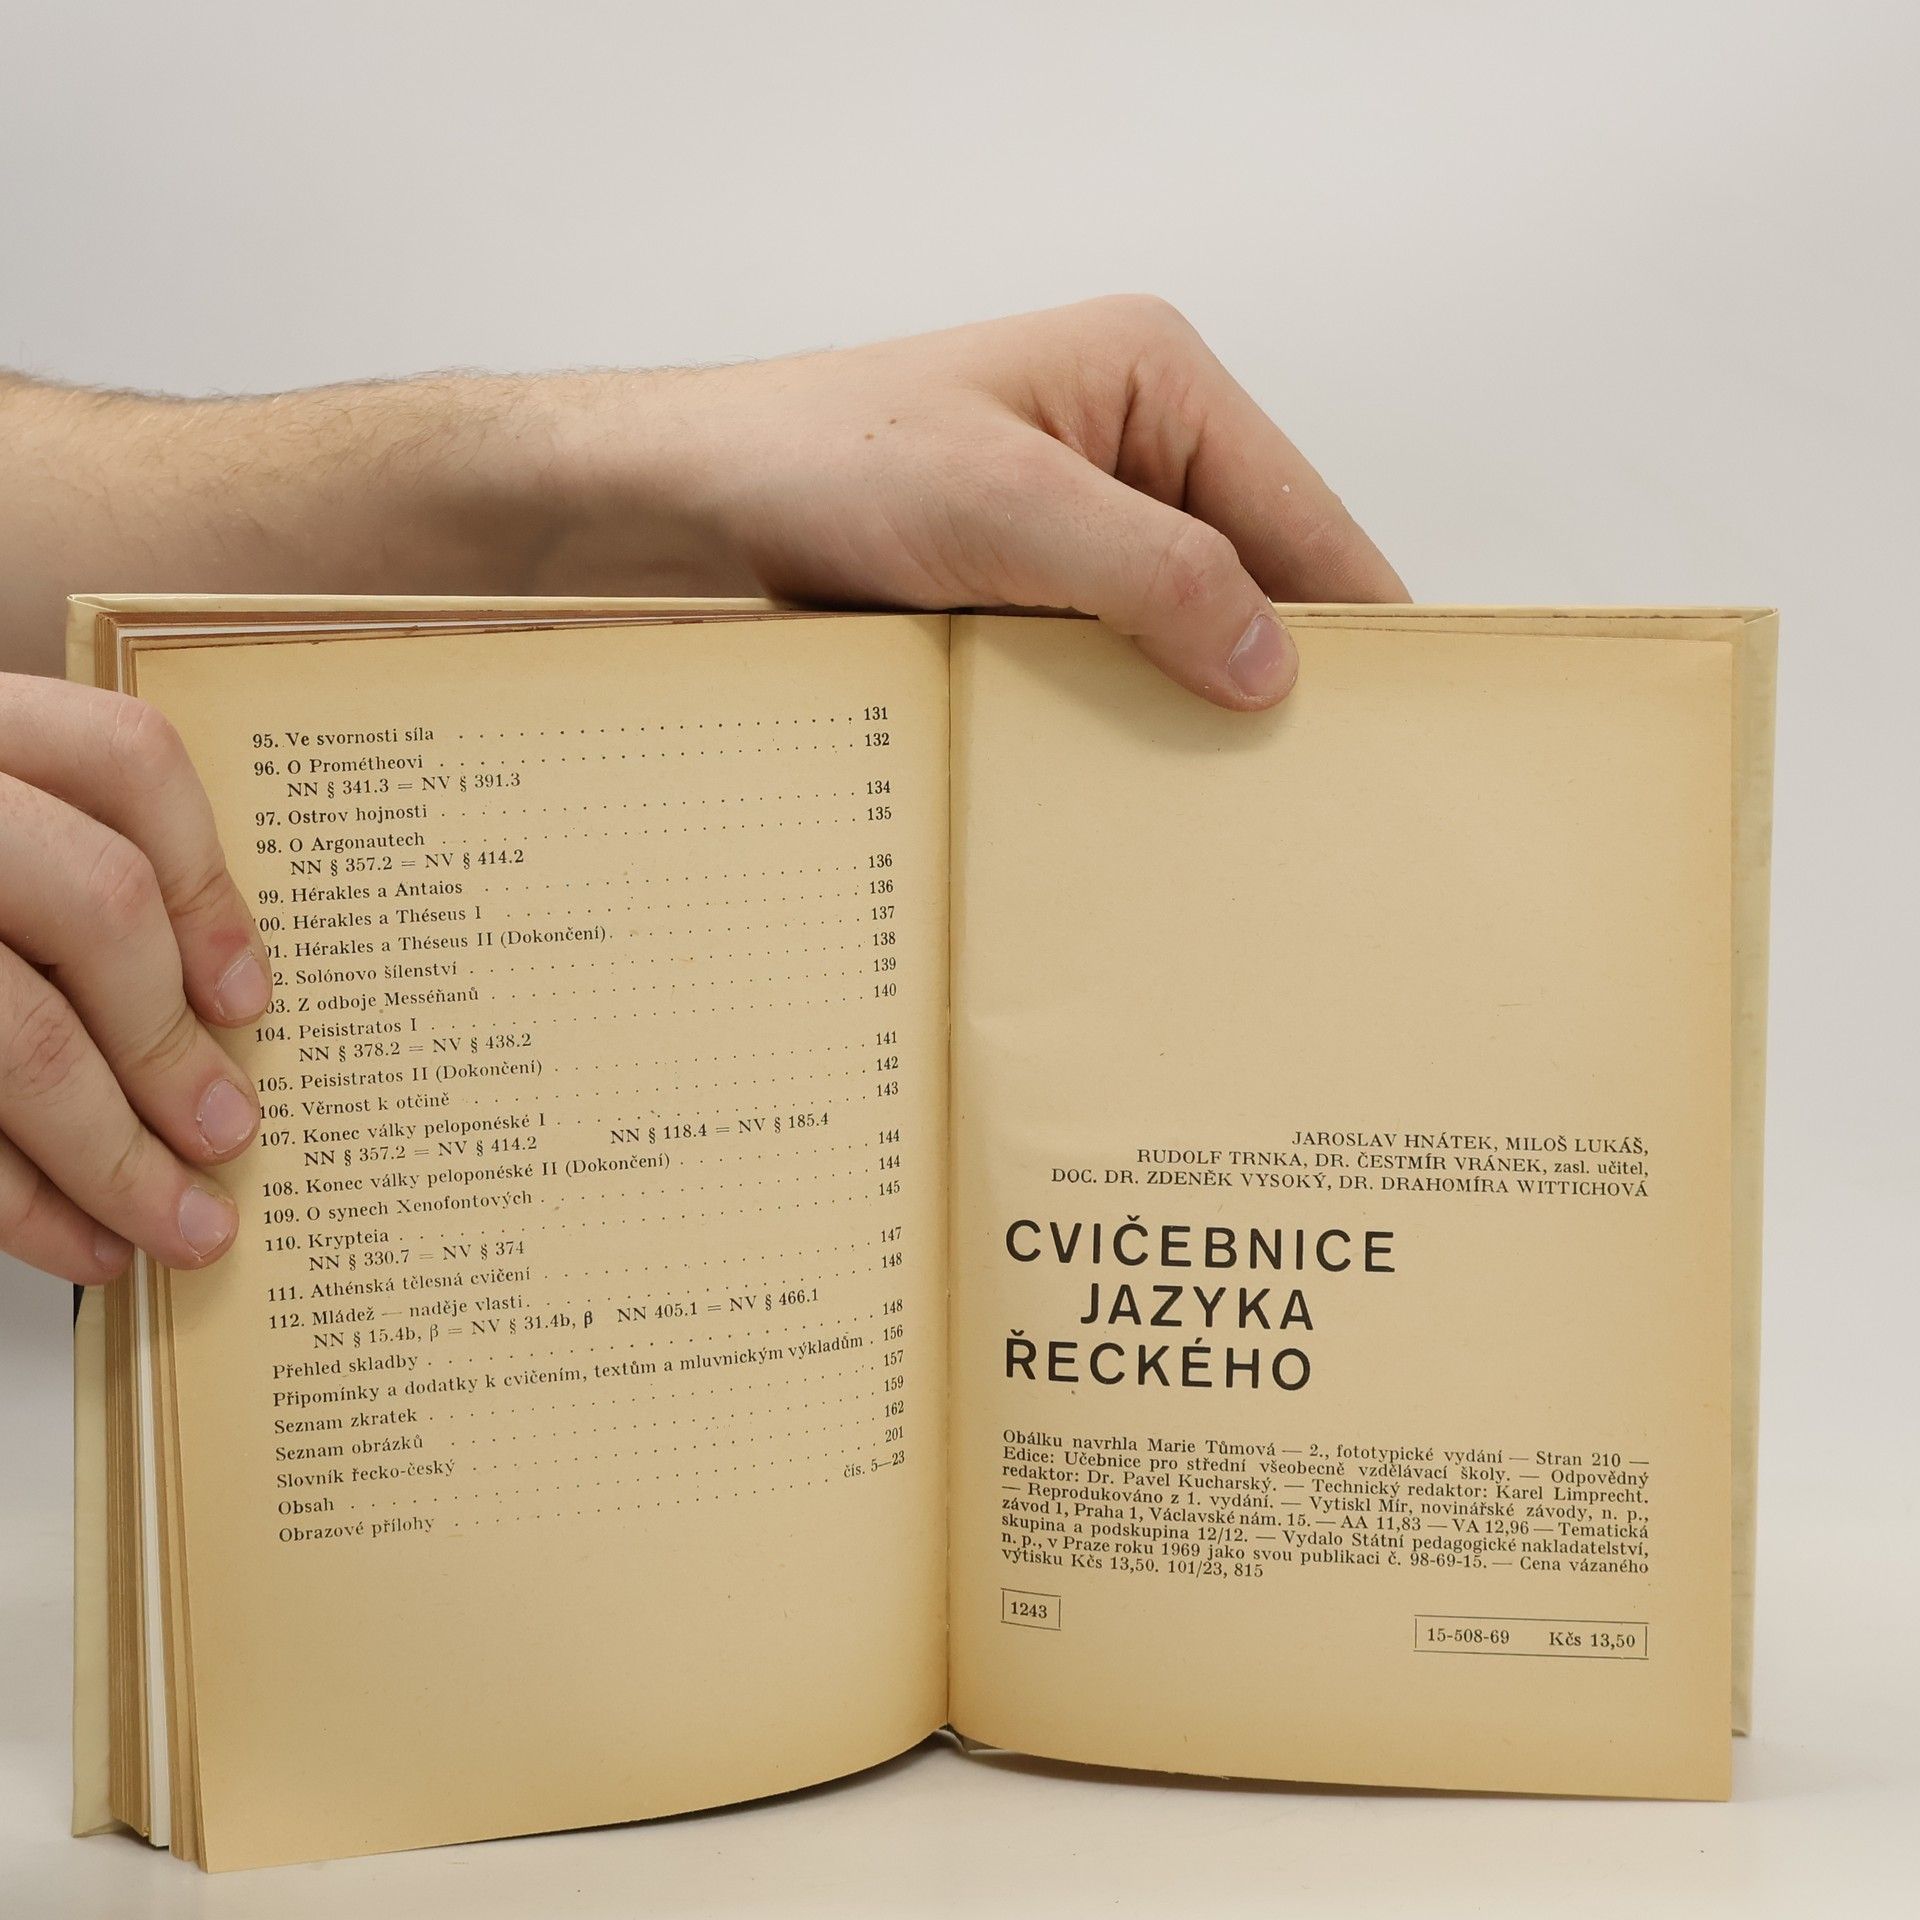 95. Ve svornosti síla . . . . . . . . . . . . . . . . 131
96. O Prométheovi . . . . . . . . . . . . . . . . 132
NN § 341.3 = NV § 391.3
97. Ostrov hojnosti . . . . . . . . . . . . . . . . 134
98. O Argonautech . . . . . . . . . . . . . . . . 135
NN § 357.2 = NV § 414.2
99. Hérakles a Antaios . . . . . . . . . . . . . . . . 136
00. Hérakles a Théseus I . . . . . . . . . . . . . . . . 136
01. Hérakles a Théseus II (Dokončení) . . . . . . . . . . . 137
2. Solónovo šílenství . . . . . . . . . . . . . . . . 138
03. Z odboje Messéňanů . . . . . . . . . . . . . . . . 139
104. Peisistratos I . . . . . . . . . . . . . . . . 140
NN § 378.2 = NV § 438.2
105. Peisistratos II (Dokončení) . . . . . . . . . . . . . 141
106. Věrnost k otčině . . . . . . . . . . . . . . . . 142
107. Konec války peloponéské I . . . . . . . . . . . . . 143
NN § 357.2 = NV § 414.2 NN § 118.4 = NV § 185.4
108. Konec války peloponéské II (Dokončení) . . . . . . . . . 144
109. O synech Xenofontových . . . . . . . . . . . . . . 144
110. Krypteia . . . . . . . . . . . . . . . . 145
NN § 330.7 = NV § 374
111. Athénská tělesná cvičení . . . . . . . . . . . . . . 147
112. Mládež — naděje vlasti . . . . . . . . . . . . . . 148
NN § 15.4b, β = NV § 31.4b, β NN 405.1 = NV § 466.1
Přehled skladby . . . . . . . . . . . . . . . . 148
Připomínky a dodatky k cvičením, textům a mluvnickým výkladům . 156
Seznam zkratek . . . . . . . . . . . . . . . . 157
Seznam obrázků . . . . . . . . . . . . . . . . 159
Slovník řecko-český . . . . . . . . . . . . . . . . 162
Obsah . . . . . . . . . . . . . . . . 201
Obrazové přílohy . . . . . . . . . . . . . . . . čís. 5—23
JAROSLAV HNÁTEK, MILOŠ LUKÁŠ,
RUDOLF TRNKA, DR. ČESTMÍR VRÁNEK, zasl. učitel,
DOC. DR. ZDENĚK VYSOKÝ, DR. DRAHOMÍRA WITTICHOVÁ
CVIČEBNICE
JAZYKA
ŘECKÉHO
Obálku navrhla Marie Tůmová — 2., fototypické vydání — Stran 210 —
Edice: Učebnice pro střední všeobecně vzdělávací školy. — Odpovědný
redaktor: Dr. Pavel Kucharský. — Technický redaktor: Karel Limprecht.
— Reprodukováno z 1. vydání. — Vytiskl Mír, novinářské závody, n. p.,
závod 1, Praha 1, Václavské nám. 15. — AA 11,83 — VA 12,96 — Tematická
skupina a podskupina 12/12. — Vydalo Státní pedagogické nakladatelství,
n. p., v Praze roku 1969 jako svou publikaci č. 98-69-15. — Cena vázaného
výtisku Kčs 13,50. 101/23, 815
1243
15-508-69 Kčs 13,50